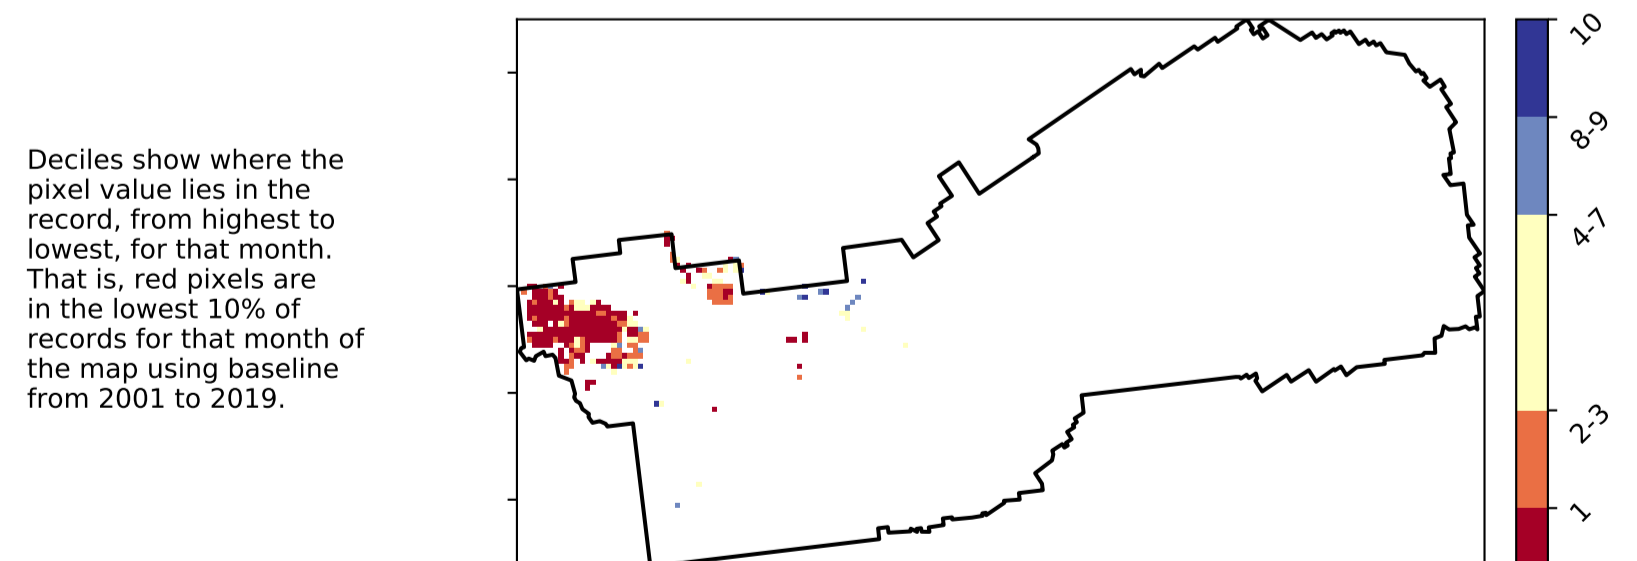 Deciles show where the
pixel value lies in the
record, from highest to
lowest, for that month.
That is, red pixels are
in the lowest 10% of
records for that month of
the map using baseline
from 2001 to 2019.
10
8-9
4-7
2-3
1